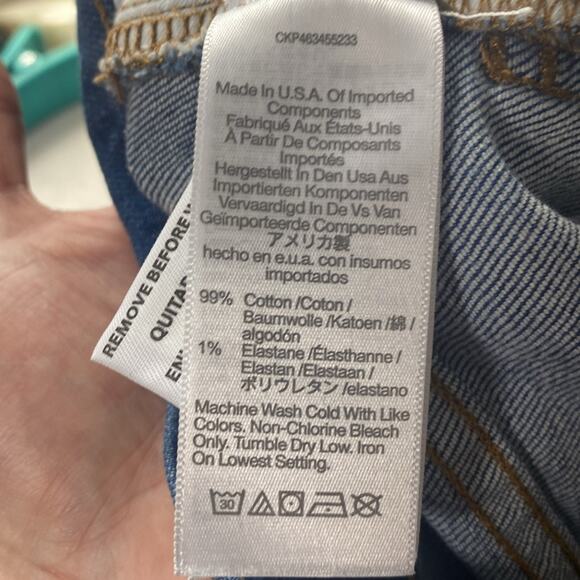 CKP463455233
Made In U.S.A. Of Imported
Components
Fabriqué Aux États-Unis
À Partir De Composants
Importés
Hergestellt In Den Usa Aus
Importierten Komponenten
Vervaardigd In De Vs Van
Geïmporteerde Componenten
アメリカ製
hecho en e.u.a. con insumos
importados
99% Cotton /Coton /
Baumwolle /Katoen /綿 /
algodón
1% Elastane /Élasthanne /
Elastan /Elastaan /
ポリウレタン /elastano
Machine Wash Cold With Like
Colors. Non-Chlorine Bleach
Only. Tumble Dry Low. Iron
On Lowest Setting.
30
REMOVE BEFORE